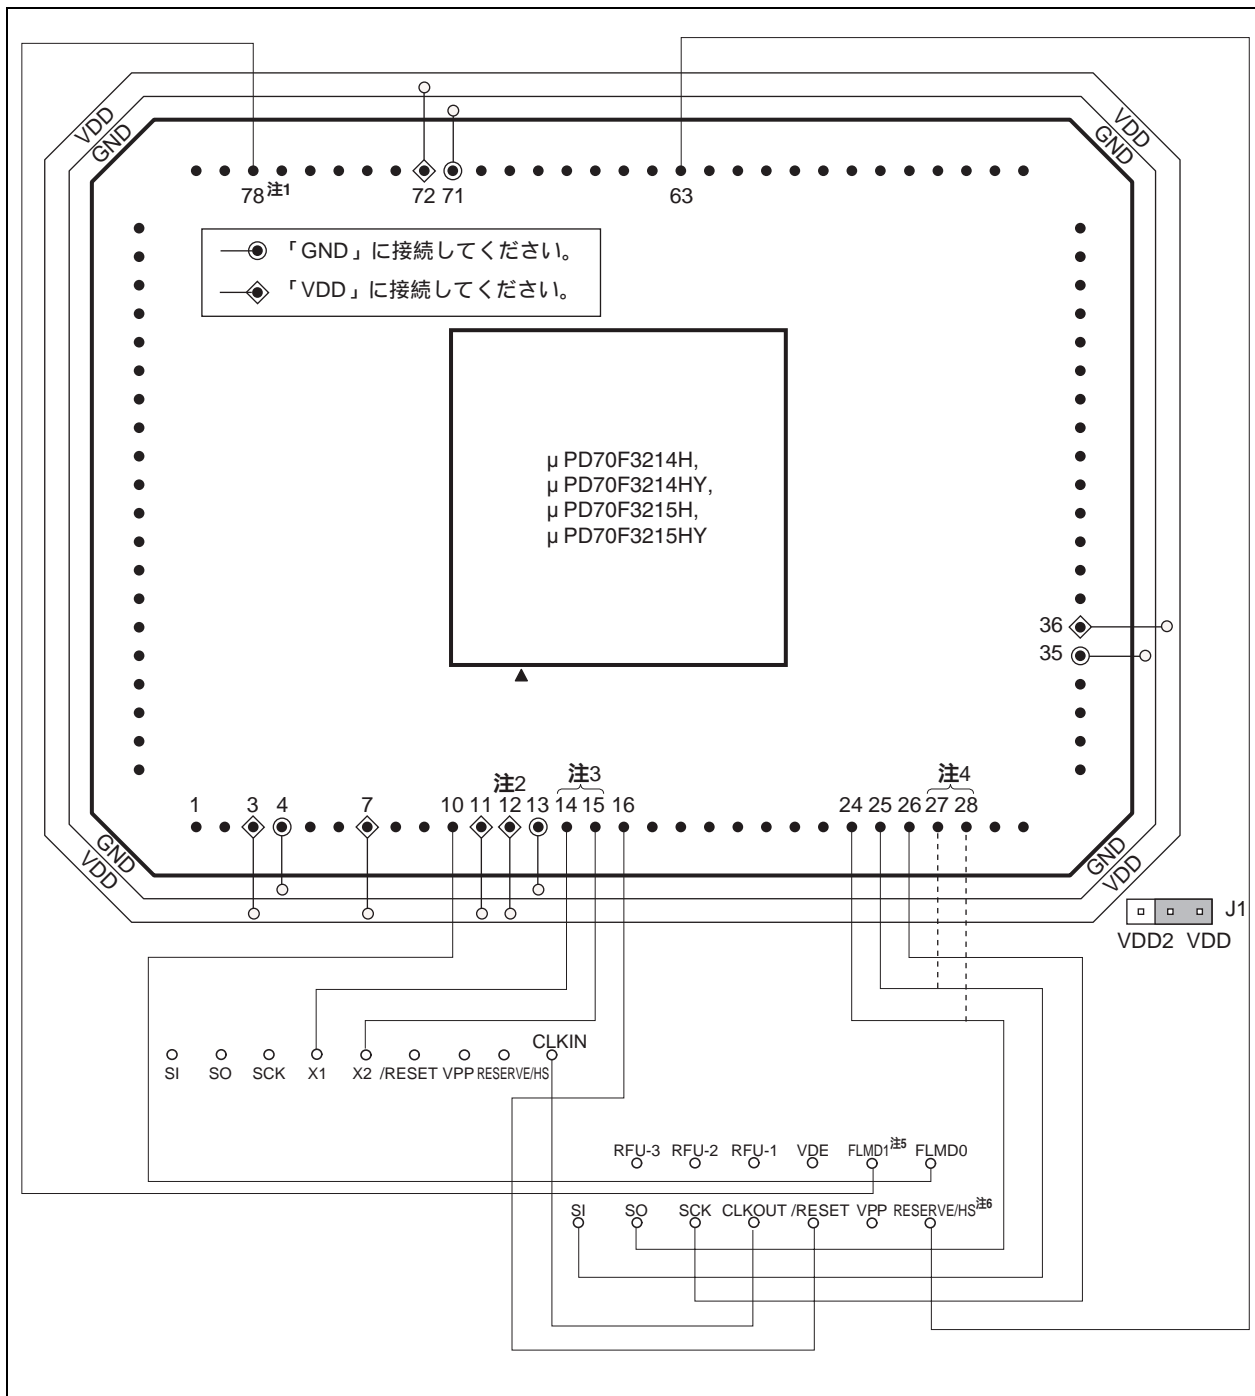 VDD
GND
VDD
GND
78注1
72 71
63
「GND」に接続してください。
「VDD」に接続してください。
μ PD70F3214H,
μ PD70F3214HY,
μ PD70F3215H,
μ PD70F3215HY
36
35
注2
注3
注4
1 3 4 7 10 11 12 13 14 15 16 24 25 26 27 28
GND
VDD
GND
VDD
J1
VDD2 VDD
CLKIN
SI SO SCK X1 X2 /RESET VPP RESERVE/HS
RFU-3 RFU-2 RFU-1 VDE FLMD1注5 FLMD0
SI SO SCK CLKOUT /RESET VPP RESERVE/HS注6